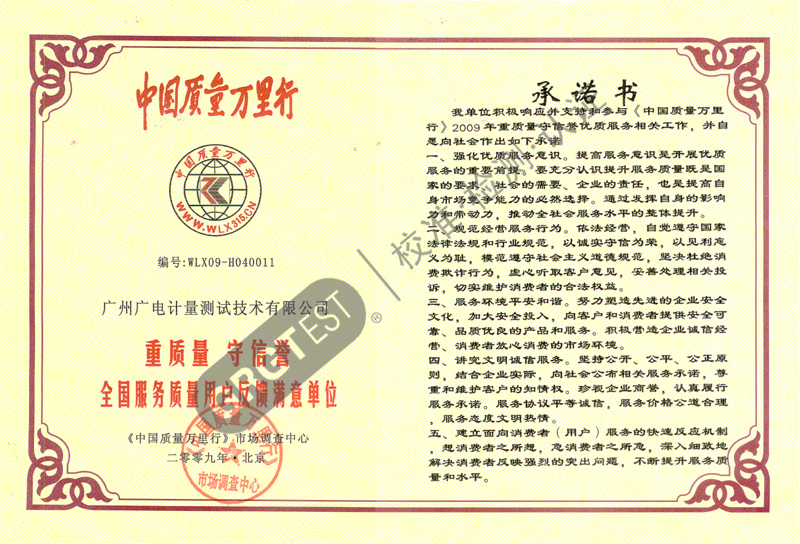 中国质量万里行
中国质量万里行
WWW.WLX315.CN
编号:WLX09-H040011
广州广电计量测试技术有限公司
重质量 守信誉
全国服务质量用户反馈满意单位
《中国质量万里行》市场调查中心
二零零九年·北京
《中国质量万里行》
市场调查中心
GRGTEST
®
校准·检测·认证
承诺书
我单位积极响应并支持和参与《中国质量万里
行》2009年重质量守信誉优质服务相关工作，并自
愿向社会作出如下承诺
一、强化优质服务意识。提高服务意识是开展优质
服务的重要前提，要充分认识提升服务质量既是国
家的要求、社会的需要、企业的责任，也是提高自
身市场竞争能力的必然选择。通过发挥自身的影响
力和带动力，推动全社会服务水平的整体提升。
二、规范经营服务行为。依法经营，自觉遵守国家
法律法规和行业规范，以诚实守信为荣，以见利忘
义为耻，模范遵守社会主义道德规范，坚决杜绝消
费欺诈行为，虚心听取客户意见，妥善处理相关投
诉，切实维护消费者的合法权益。
三、服务环境平安和谐。努力塑造先进的企业安全
文化，加大安全投入，向客户和消费者提供安全可
靠、品质优良的产品和服务。积极营造企业诚信经
营、消费者放心消费的市场环境。
四、讲究文明诚信服务。坚持公开、公平、公正原
则，结合企业实际，向社会公布相关服务承诺，尊
重和维护客户的知情权。珍视企业商誉，认真履行
服务承诺。服务协议平等诚信，服务价格公道合理
，服务态度文明热情。
五、建立面向消费者（用户）服务的快速反应机制
，想消费者之所想，急消费者之所急，深入细致地
解决消费者反映强烈的突出问题，不断提升服务质
量和水平。